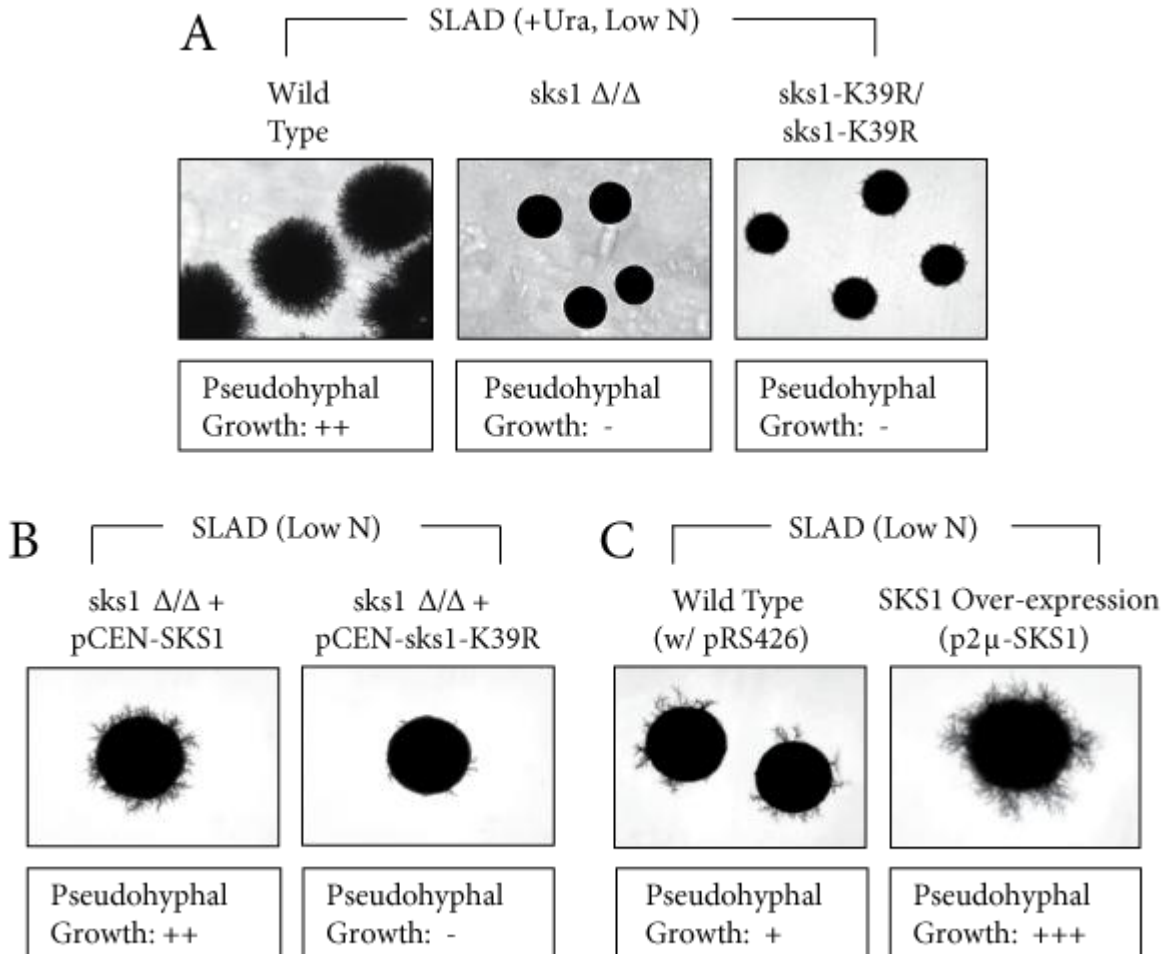 A
SLAD (+Ura, Low N)
Wild
Type
sks1 Δ/Δ
sks1-K39R/
sks1-K39R
Pseudohyphal
Growth: ++
Pseudohyphal
Growth: -
Pseudohyphal
Growth: -
B
SLAD (Low N)
sks1 Δ/Δ +
pCEN-SKS1
sks1 Δ/Δ +
pCEN-sks1-K39R
Pseudohyphal
Growth: ++
Pseudohyphal
Growth: -
C
SLAD (Low N)
Wild Type
(w/ pRS426)
SKS1 Over-expression
(p2µ-SKS1)
Pseudohyphal
Growth: +
Pseudohyphal
Growth: +++